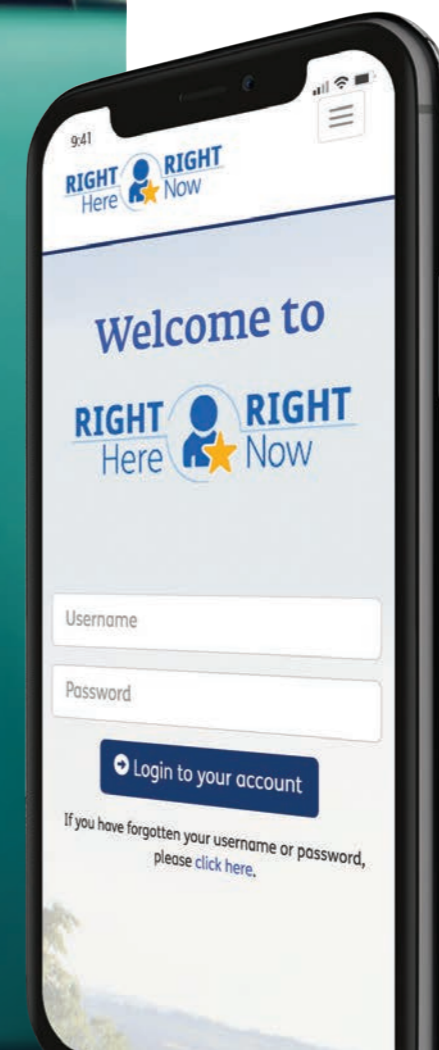 9:41
RIGHT RIGHT
Here Now
Welcome to
RIGHT RIGHT
Here Now
Username
Password
Login to your account
If you have forgotten your username or password,
please click here.